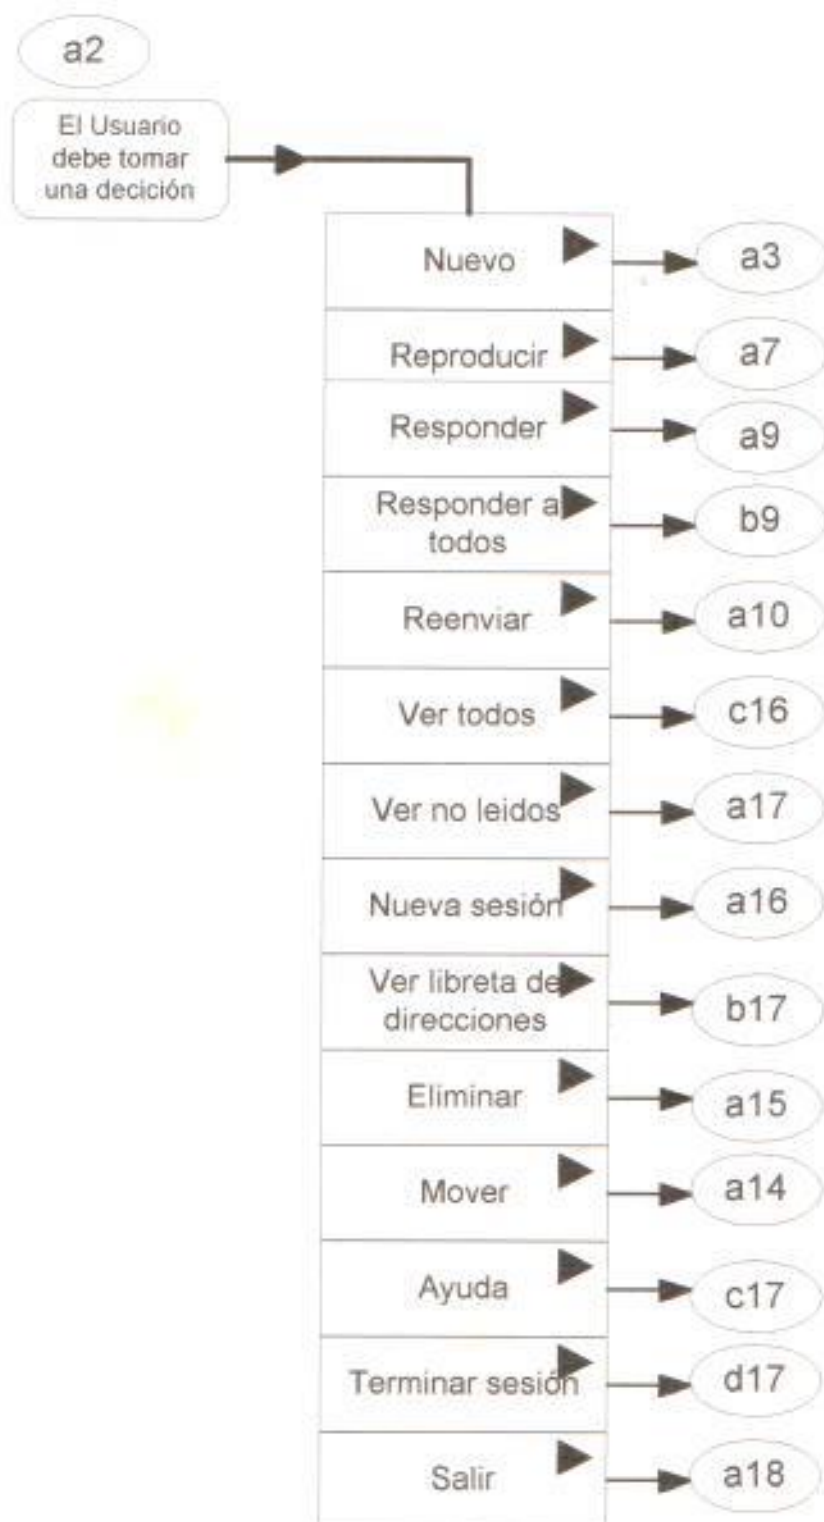 a2
El Usuario
debe tomar
una decición
Nuevo
a3
Reproducir
a7
Responder
a9
Responder a
todos
b9
Reenviar
a10
Ver todos
c16
Ver no leidos
a17
Nueva sesión
a16
Ver libreta de
direcciones
b17
Eliminar
a15
Mover
a14
Ayuda
c17
Terminar sesión
d17
Salir
a18